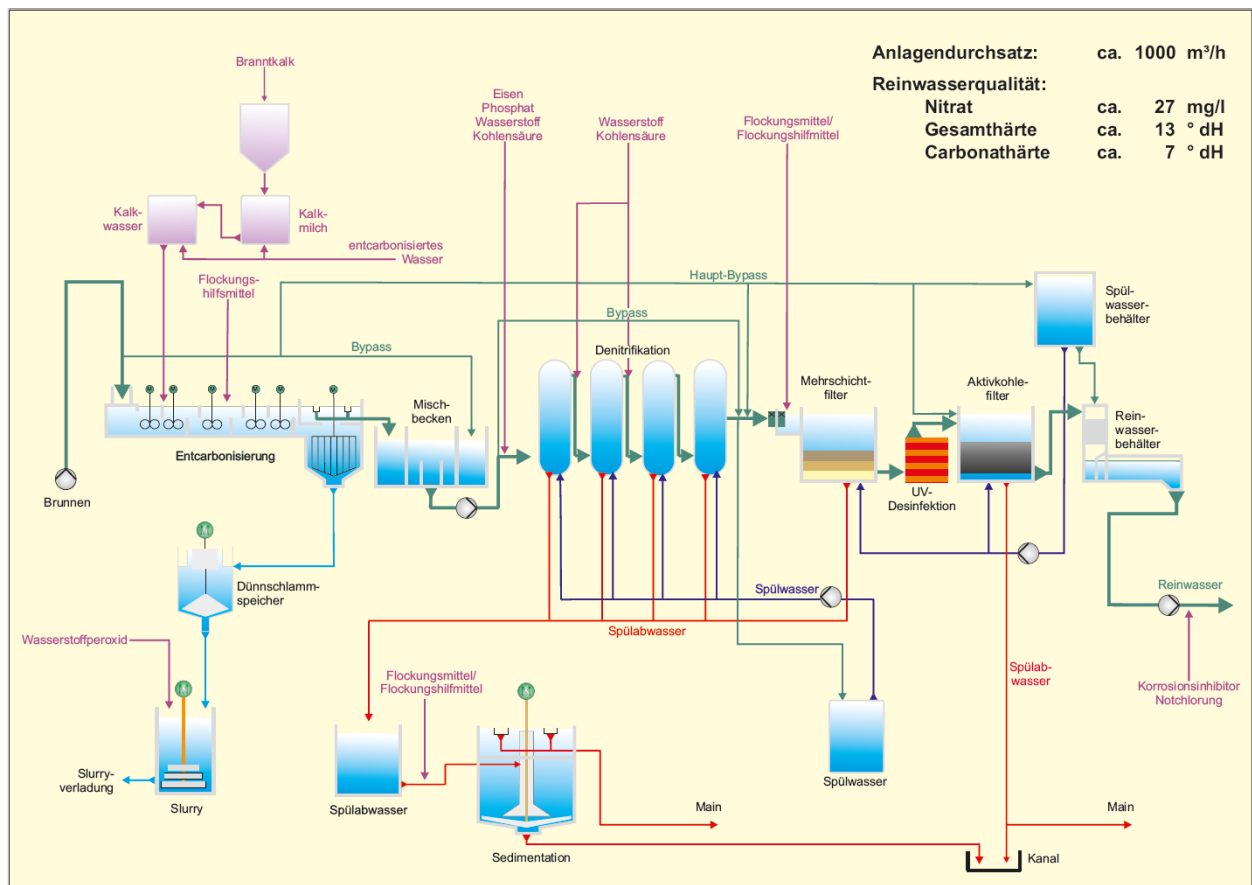 Anlagendurchsatz: ca. 1000 m³/h
Reinwasserqualität:
Nitrat ca. 27 mg/l
Gesamthärte ca. 13 ° dH
Carbonathärte ca. 7 ° dH
Branntkalk
Eisen
Phosphat
Wasserstoff
Kohlensäure
Wasserstoff
Kohlensäure
Flockungsmittel/
Flockungshilfmittel
Kalk-
wasser
Kalk-
milch
entcarbonisiertes
Wasser
Flockungs-
hilfsmittel
Haupt-Bypass
Spül-
wasser-
behälter
Bypass
Bypass
Denitrifikation
Mehrschicht-
filter
Aktivkohle-
filter
Misch-
becken
Rein-
wasser-
behälter
M
M
M
M
M
M
Entcarbonisierung
Brunnen
UV-
Desinfektion
M
Dünnschlamm-
speicher
Spülwasser
Reinwasser
Wasserstoffperoxid
Spülabwasser
Flockungsmittel/
Flockungshilfmittel
Spülab-
wasser
Korrosionsinhibitor
Notchlorung
M
M
Slurry-
verladung
Slurry
Spülabwasser
Spülwasser
Main
Main
Sedimentation
Kanal